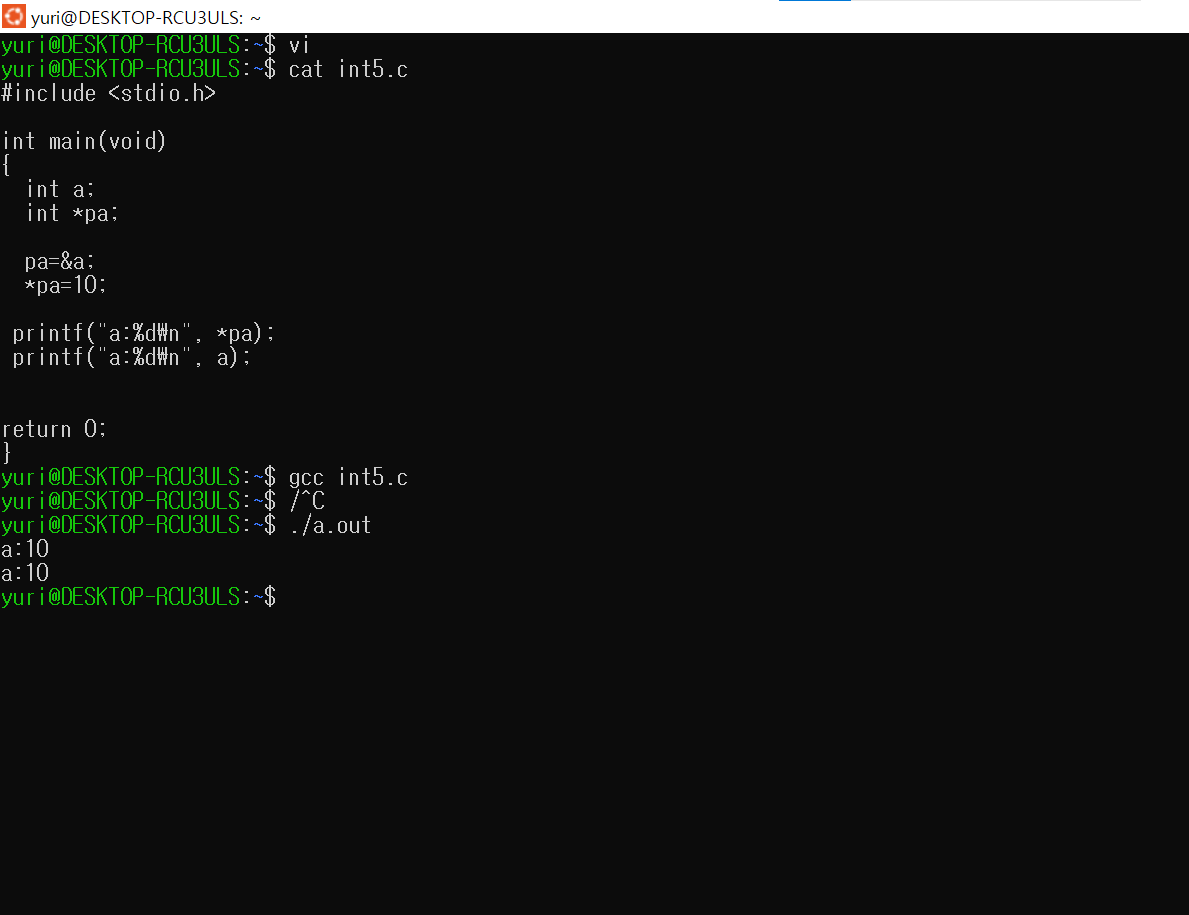 yuri@DESKTOP-RCU3ULS: ~
yuri@DESKTOP-RCU3ULS:~$ vi
yuri@DESKTOP-RCU3ULS:~$ cat int5.c
#include <stdio.h>
int main(void)
{
int a;
int *pa;
pa=&a;
*pa=10;
printf("a:%d₩n", *pa);
printf("a:%d₩n", a);
return 0;
}
yuri@DESKTOP-RCU3ULS:~$ gcc int5.c
yuri@DESKTOP-RCU3ULS:~$ /^C
yuri@DESKTOP-RCU3ULS:~$ ./a.out
a:10
a:10
yuri@DESKTOP-RCU3ULS:~$